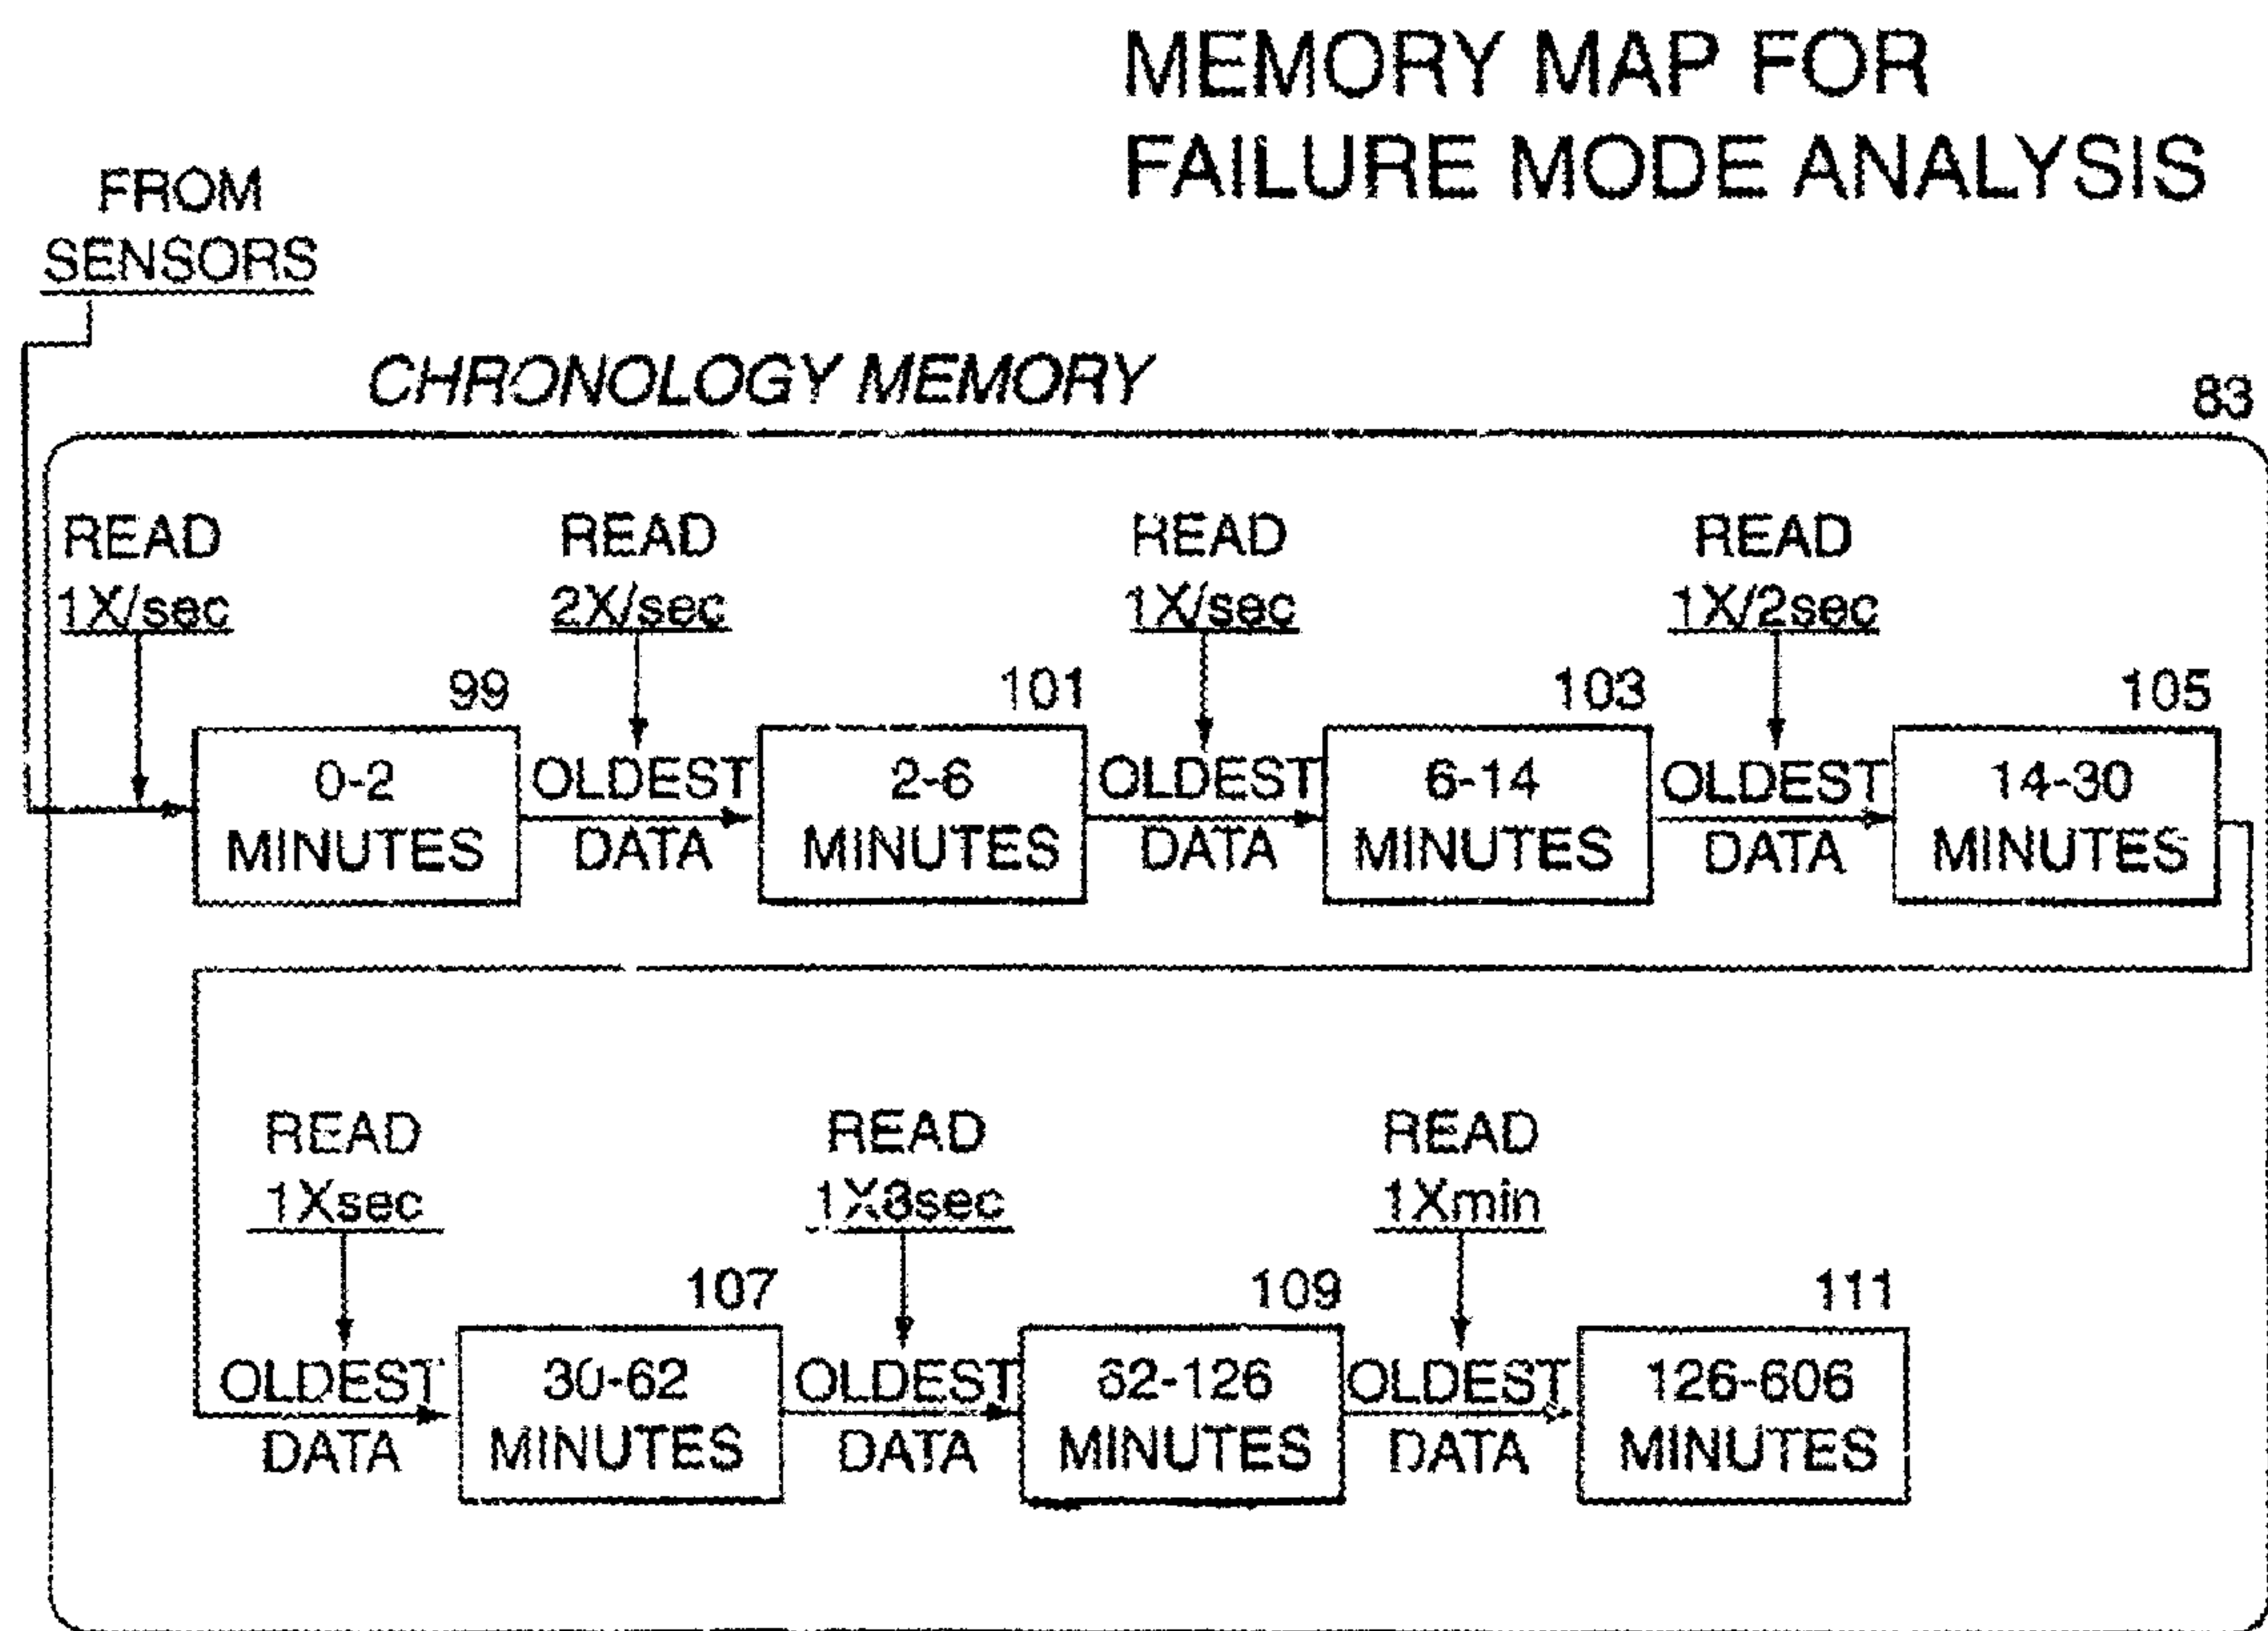 MEMORY MAP FOR
FAILURE MODE ANALYSIS
FROM
SENSORS
CHRONOLOGY MEMORY
83
READ
1X/sec
READ
2X/sec
READ
1X/sec
READ
1X/2sec
99
101
103
105
0-2
MINUTES
OLDEST
DATA
2-6
MINUTES
OLDEST
DATA
6-14
MINUTES
OLDEST
DATA
14-30
MINUTES
READ
1Xsec
READ
1X8sec
READ
1Xmin
107
109
111
OLDEST
DATA
30-62
MINUTES
OLDEST
DATA
62-126
MINUTES
OLDEST
DATA
126-606
MINUTES